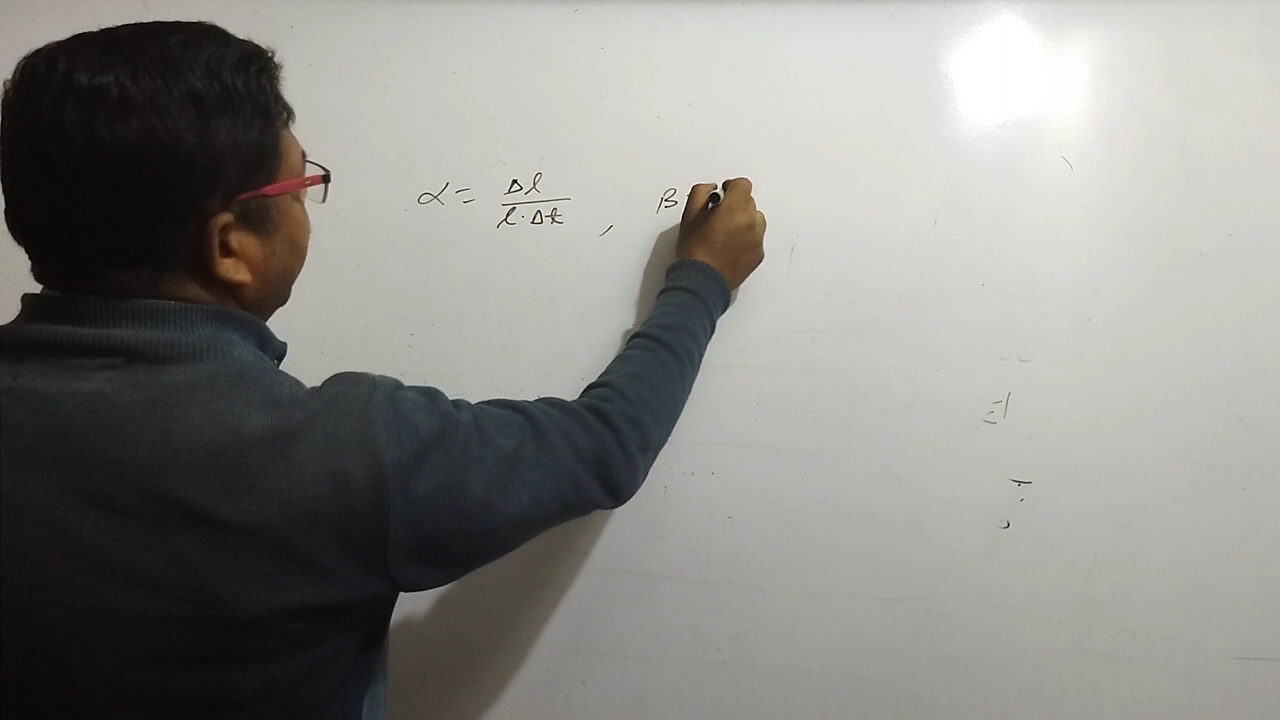 α = Δl / l·Δt , β